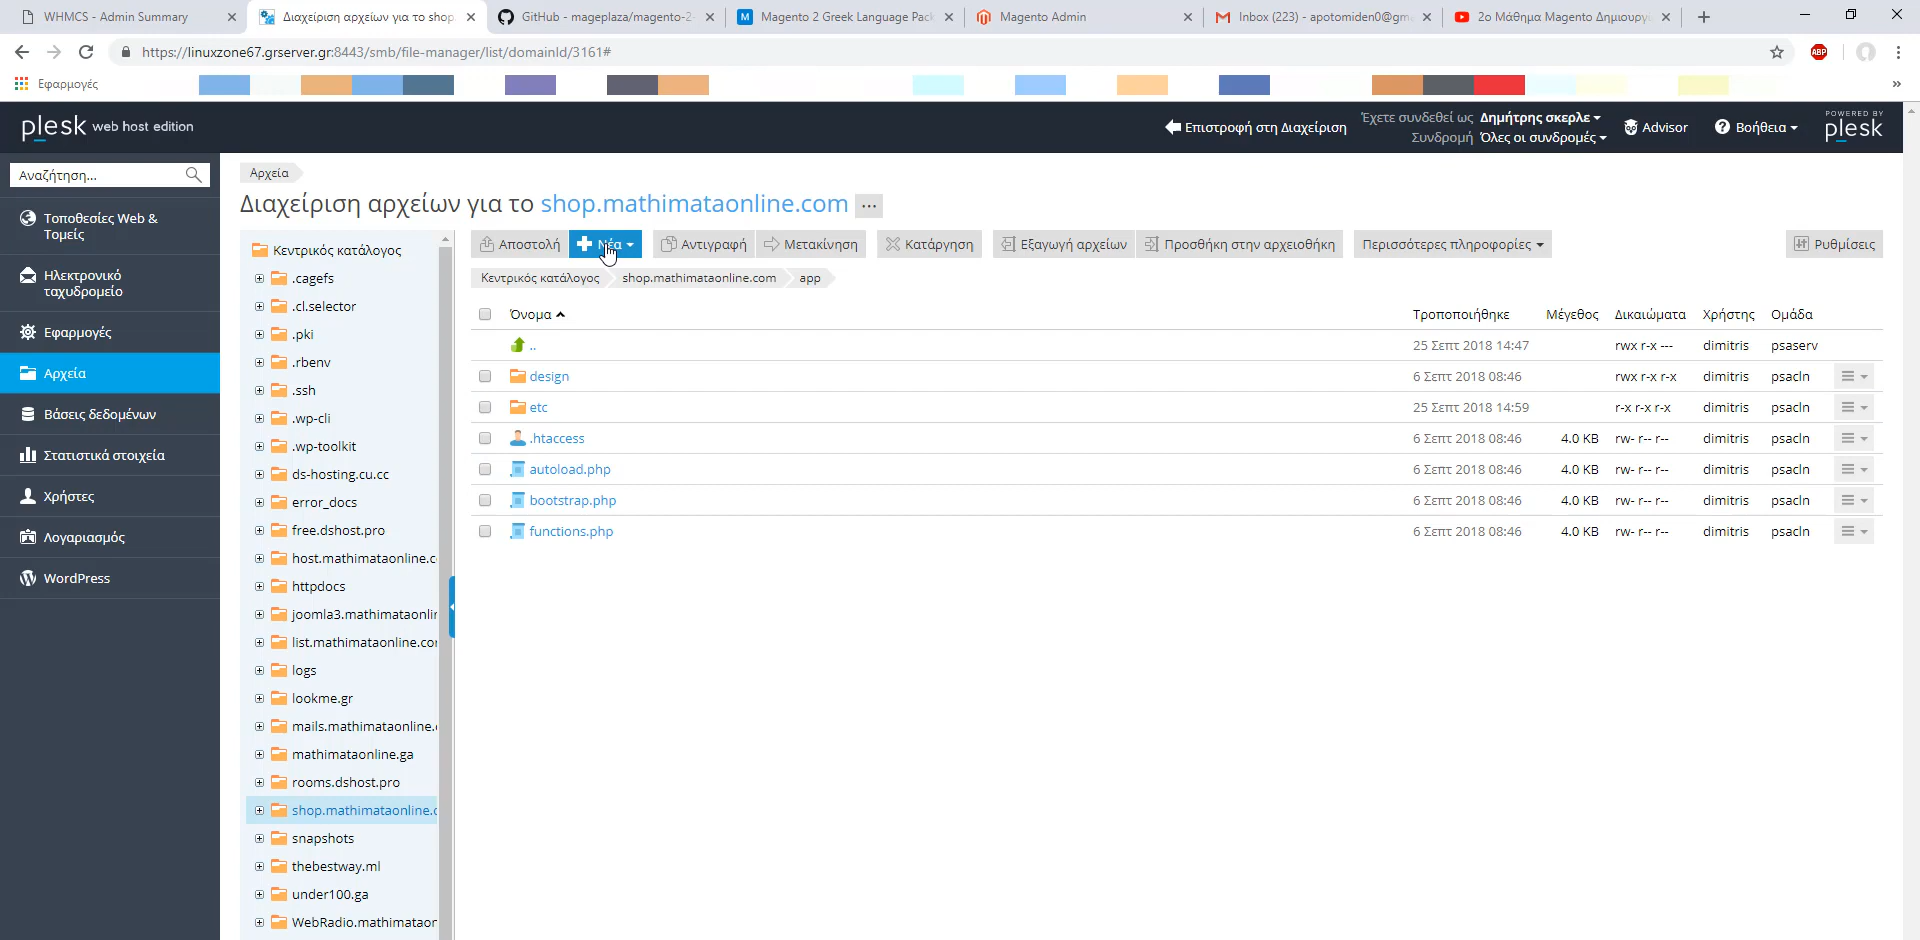 WHMCS - Admin Summary
Διαχείριση αρχείων για το shop.
GitHub - mageplaza/magento-2-
Magento 2 Greek Language Pack
Magento Admin
Inbox (223) - apotomiden0@gm
2ο Μάθημα Magento Δημιουργ
https://linuxzone67.grserver.gr:8443/smb/file-manager/list/domainId/3161#
ABP
Εφαρμογές
plesk web host edition
Επιστροφή στη Διαχείριση
Έχετε συνδεθεί ως Δημήτρης σκερλε
Συνδρομή Όλες οι συνδρομές
Advisor
Βοήθεια
POWERED BY
plesk
Αναζήτηση...
Τοποθεσίες Web &
Τομείς
Ηλεκτρονικό
ταχυδρομείο
Εφαρμογές
Αρχεία
Βάσεις δεδομένων
Στατιστικά στοιχεία
Χρήστες
Λογαριασμός
WordPress
Αρχεία
Διαχείριση αρχείων για το shop.mathimataonline.com ...
Κεντρικός κατάλογος
.cagefs
.cl.selector
.pki
.rbenv
.ssh
.wp-cli
.wp-toolkit
ds-hosting.cu.cc
error_docs
free.dshost.pro
host.mathimataonline.c
httpdocs
joomla3.mathimataonlin
list.mathimataonline.cor
logs
lookme.gr
mails.mathimataonline.
mathimataonline.ga
rooms.dshost.pro
shop.mathimataonline.c
snapshots
thebestway.ml
under100.ga
WebRadio.mathimataor
Αποστολή Νέα Αντιγραφή Μετακίνηση Κατάργηση Εξαγωγή αρχείων Προσθήκη στην αρχειοθήκη Περισσότερες πληροφορίες Ρυθμίσεις
Κεντρικός κατάλογος shop.mathimataonline.com app
Όνομα Τροποποιήθηκε Μέγεθος Δικαιώματα Χρήστης Ομάδα
.. 25 Σεπτ 2018 14:47 rwx r-x --- dimitris psaserv
design 6 Σεπτ 2018 08:46 rwx r-x r-x dimitris psacln
etc 25 Σεπτ 2018 14:59 r-x r-x r-x dimitris psacln
.htaccess 6 Σεπτ 2018 08:46 4.0 KB rw- r-- r-- dimitris psacln
autoload.php 6 Σεπτ 2018 08:46 4.0 KB rw- r-- r-- dimitris psacln
bootstrap.php 6 Σεπτ 2018 08:46 4.0 KB rw- r-- r-- dimitris psacln
functions.php 6 Σεπτ 2018 08:46 4.0 KB rw- r-- r-- dimitris psacln